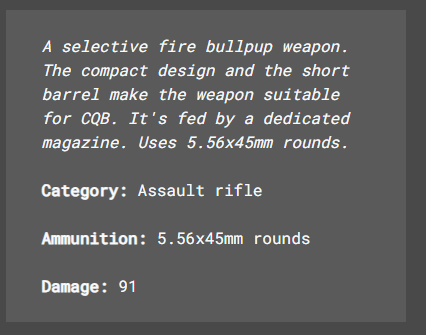 A selective fire bullpup weapon.
The compact design and the short
barrel make the weapon suitable
for CQB. It's fed by a dedicated
magazine. Uses 5.56x45mm rounds.
Category: Assault rifle
Ammunition: 5.56x45mm rounds
Damage: 91